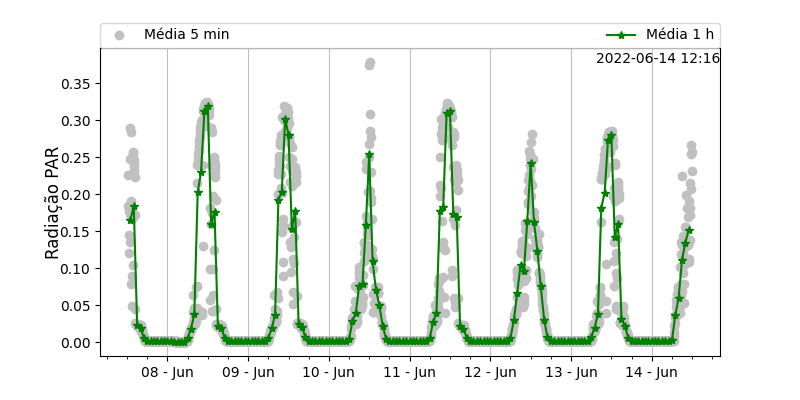 Média 5 min
Média 1 h
2022-06-14 12:16
Radiação PAR
0.35
0.30
0.25
0.20
0.15
0.10
0.05
0.00
08 - Jun
09 - Jun
10 - Jun
11 - Jun
12 - Jun
13 - Jun
14 - Jun